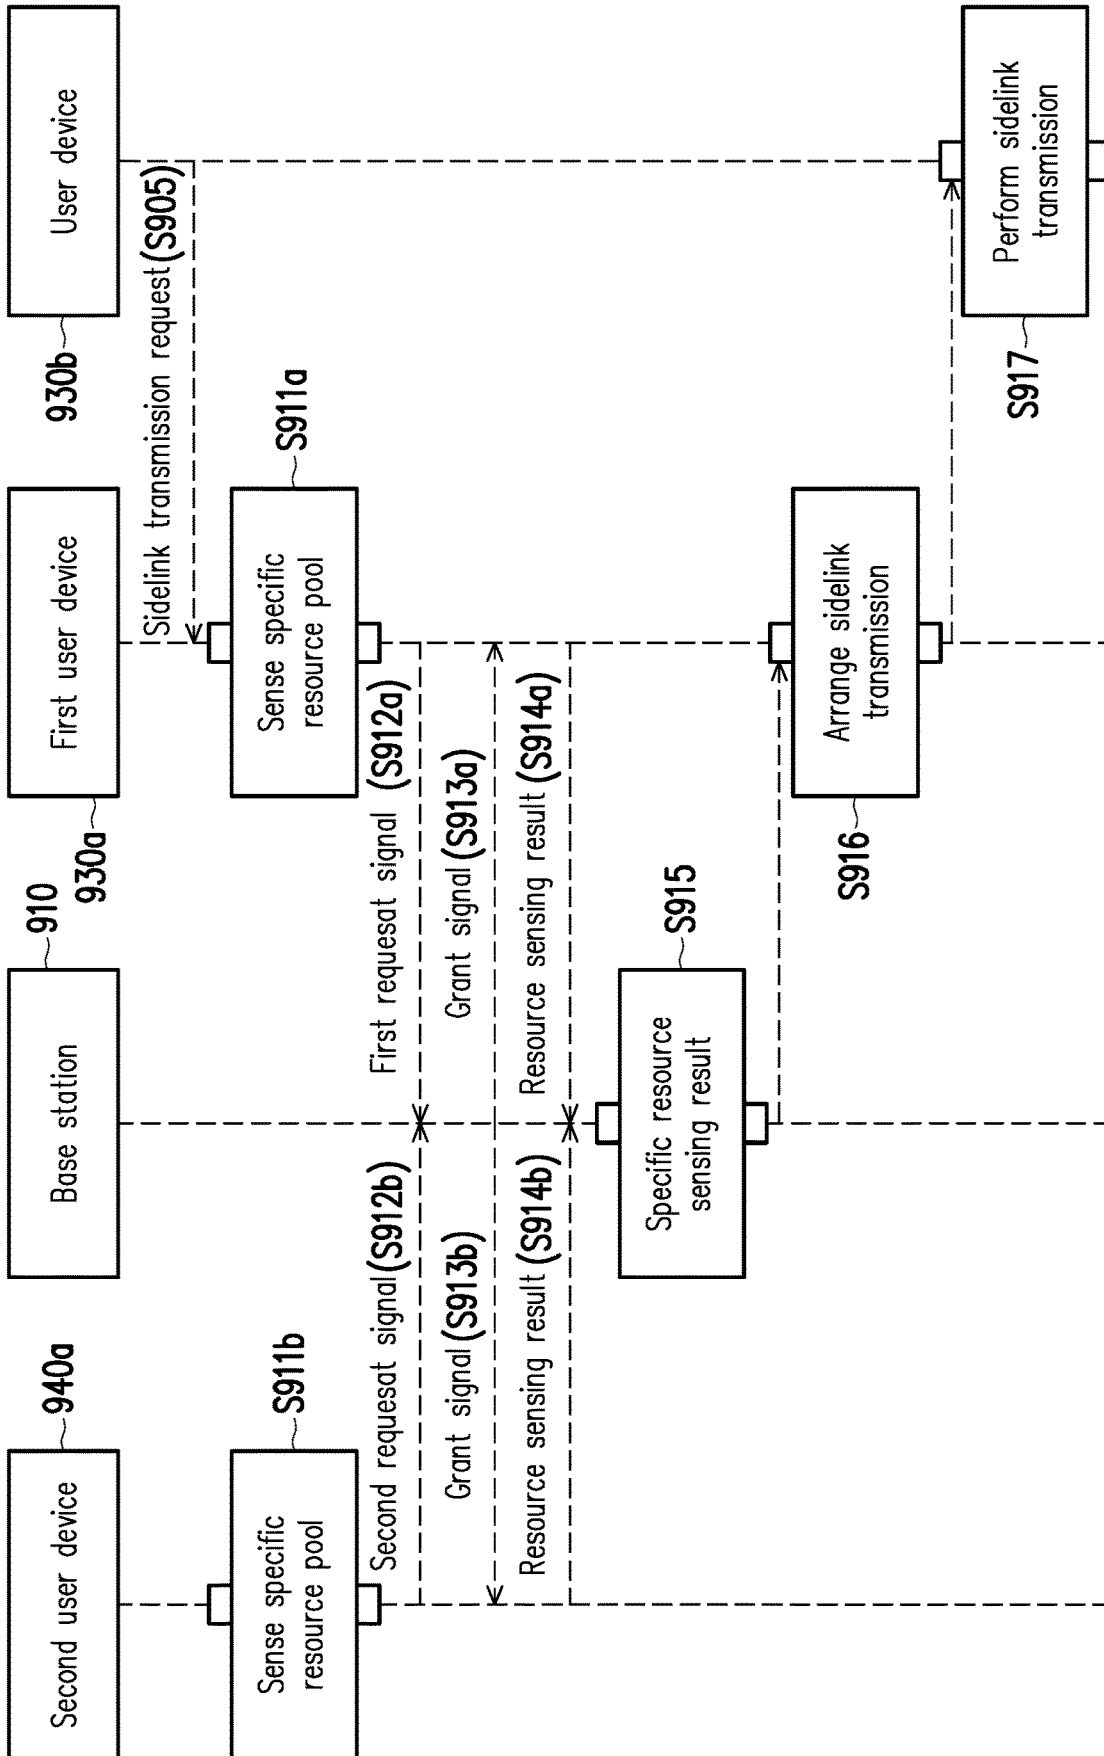 Second user device
940a
Base station
910
First user device
930a
User device
930b
Sidelink transmission request(S905)
Sense specific
resource pool
S911b
Sense specific
resource pool
S911a
Second requesat signal(S912b)
First requesat signal (S912a)
Grant signal(S913b)
Grant signal(S913a)
Resource sensing result(S914b)
Resource sensing result(S914a)
Specific resource
sensing result
S915
Arrange sidelink
transmission
S916
Perform sidelink
transmission
S917